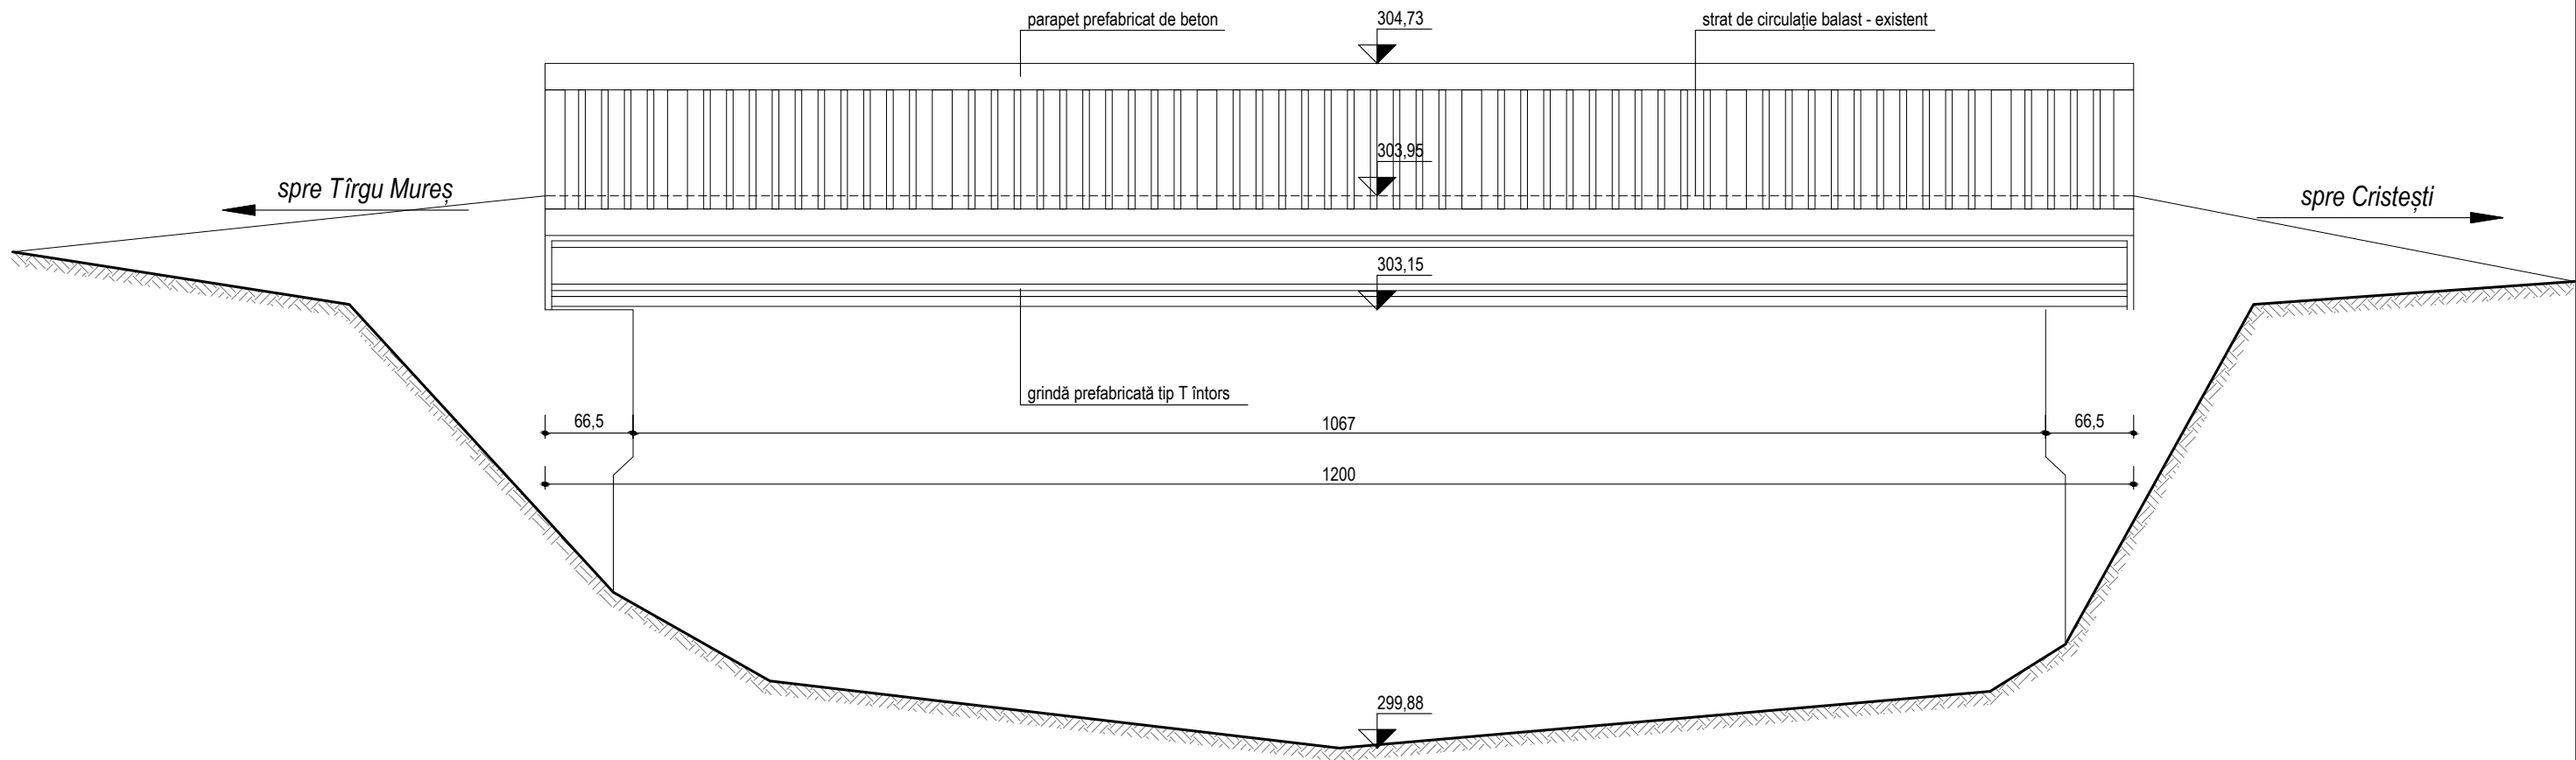 parapet prefabricat de beton
304,73
strat de circulație balast - existent
303,95
spre Tîrgu Mureș
spre Cristești
303,15
grindă prefabricată tip T întors
66,5
1067
66,5
1200
299,88